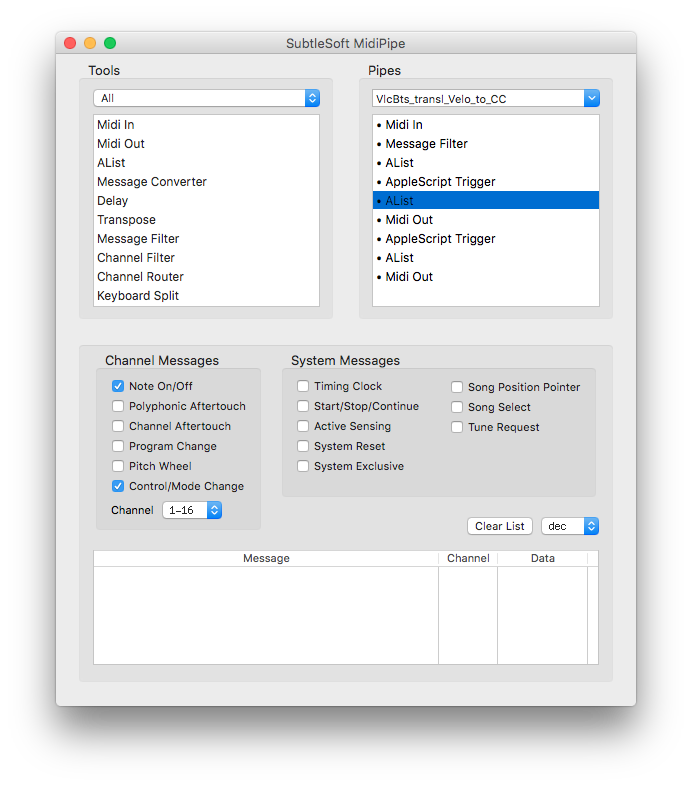 SubtleSoft MidiPipe
Tools
All
Midi In
Midi Out
AList
Message Converter
Delay
Transpose
Message Filter
Channel Filter
Channel Router
Keyboard Split
Pipes
VlcBts_transl_Velo_to_CC
• Midi In
• Message Filter
• AList
• AppleScript Trigger
• AList
• Midi Out
• AppleScript Trigger
• AList
• Midi Out
Channel Messages
Note On/Off
Polyphonic Aftertouch
Channel Aftertouch
Program Change
Pitch Wheel
Control/Mode Change
Channel 1-16
System Messages
Timing Clock
Start/Stop/Continue
Active Sensing
System Reset
System Exclusive
Song Position Pointer
Song Select
Tune Request
Clear List dec
Message Channel Data